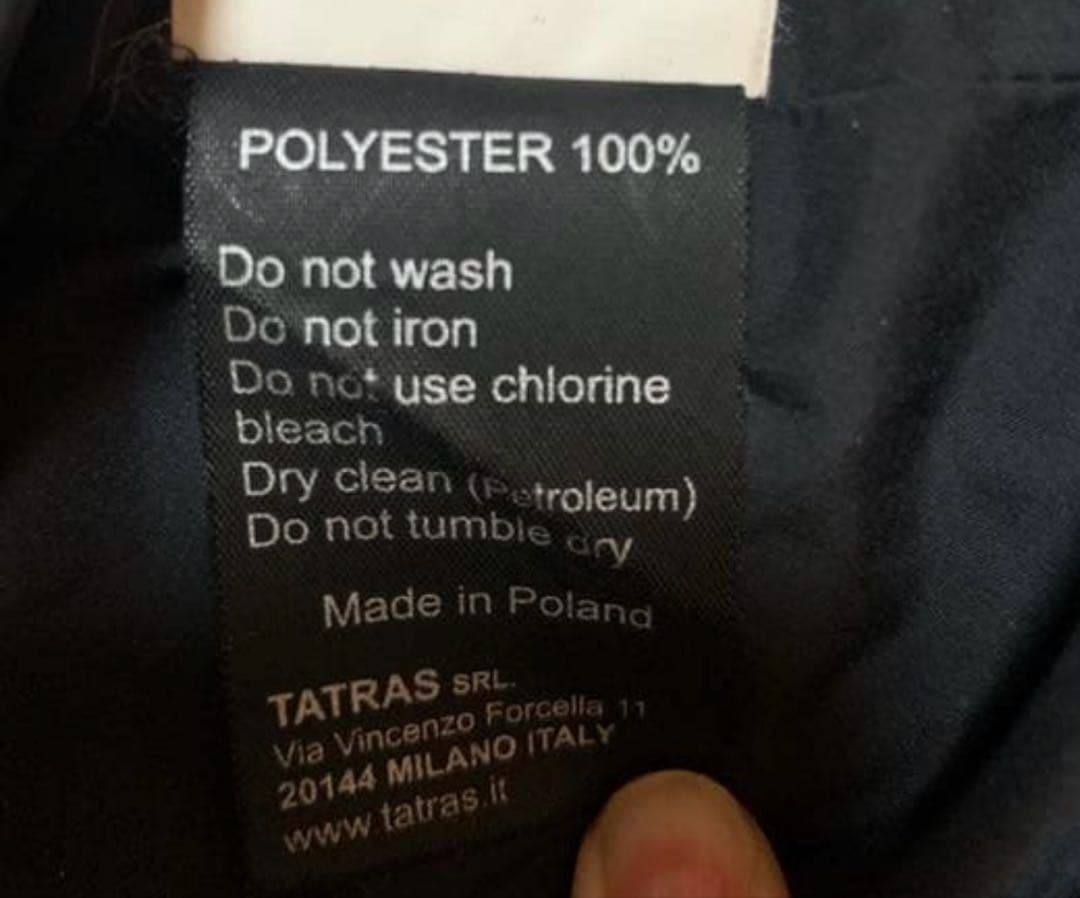 POLYESTER 100%
Do not wash
Do not iron
Do not use chlorine
bleach
Dry clean (Petroleum)
Do not tumble dry
Made in Poland
TATRAS SRL.
Via Vincenzo Forcella 11
20144 MILANO ITALY
www.tatras.it